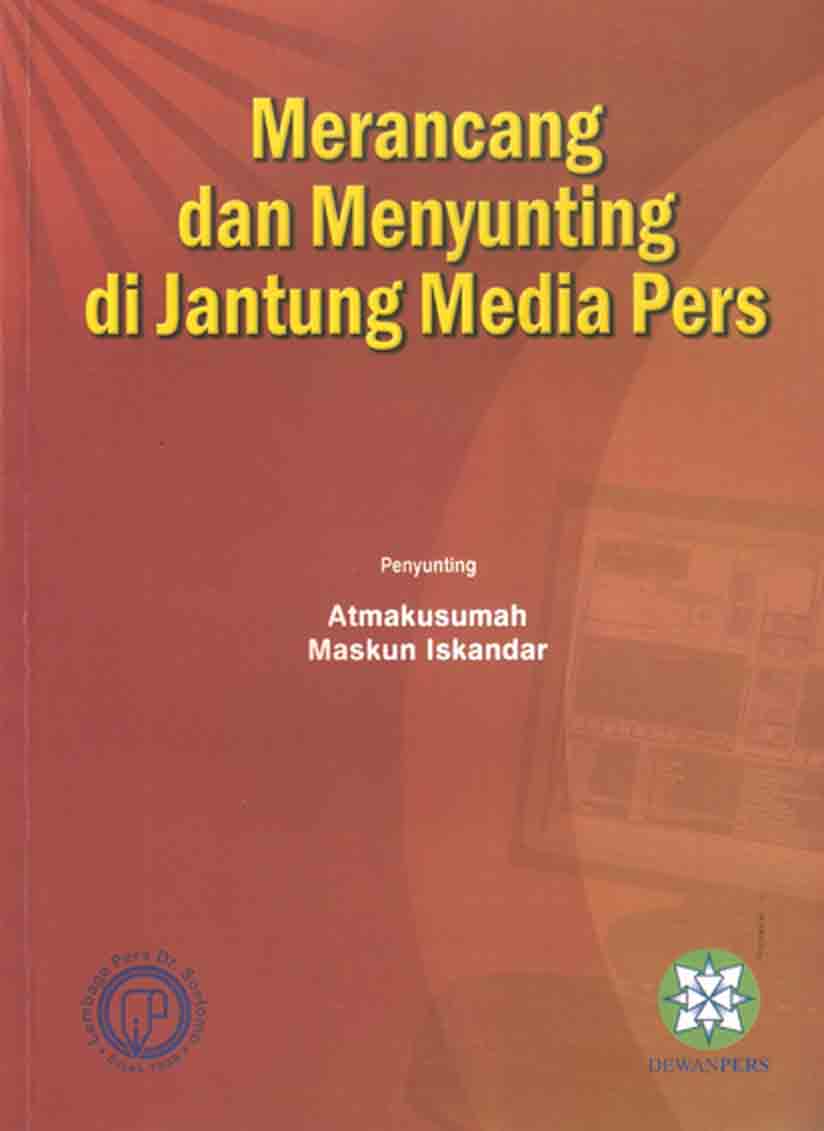 Merancang
dan Menyunting
di Jantung Media Pers
Penyunting
Atmakusumah
Maskun Iskandar
Lembaga Pers Dr. Soetomo
DEWANPERS